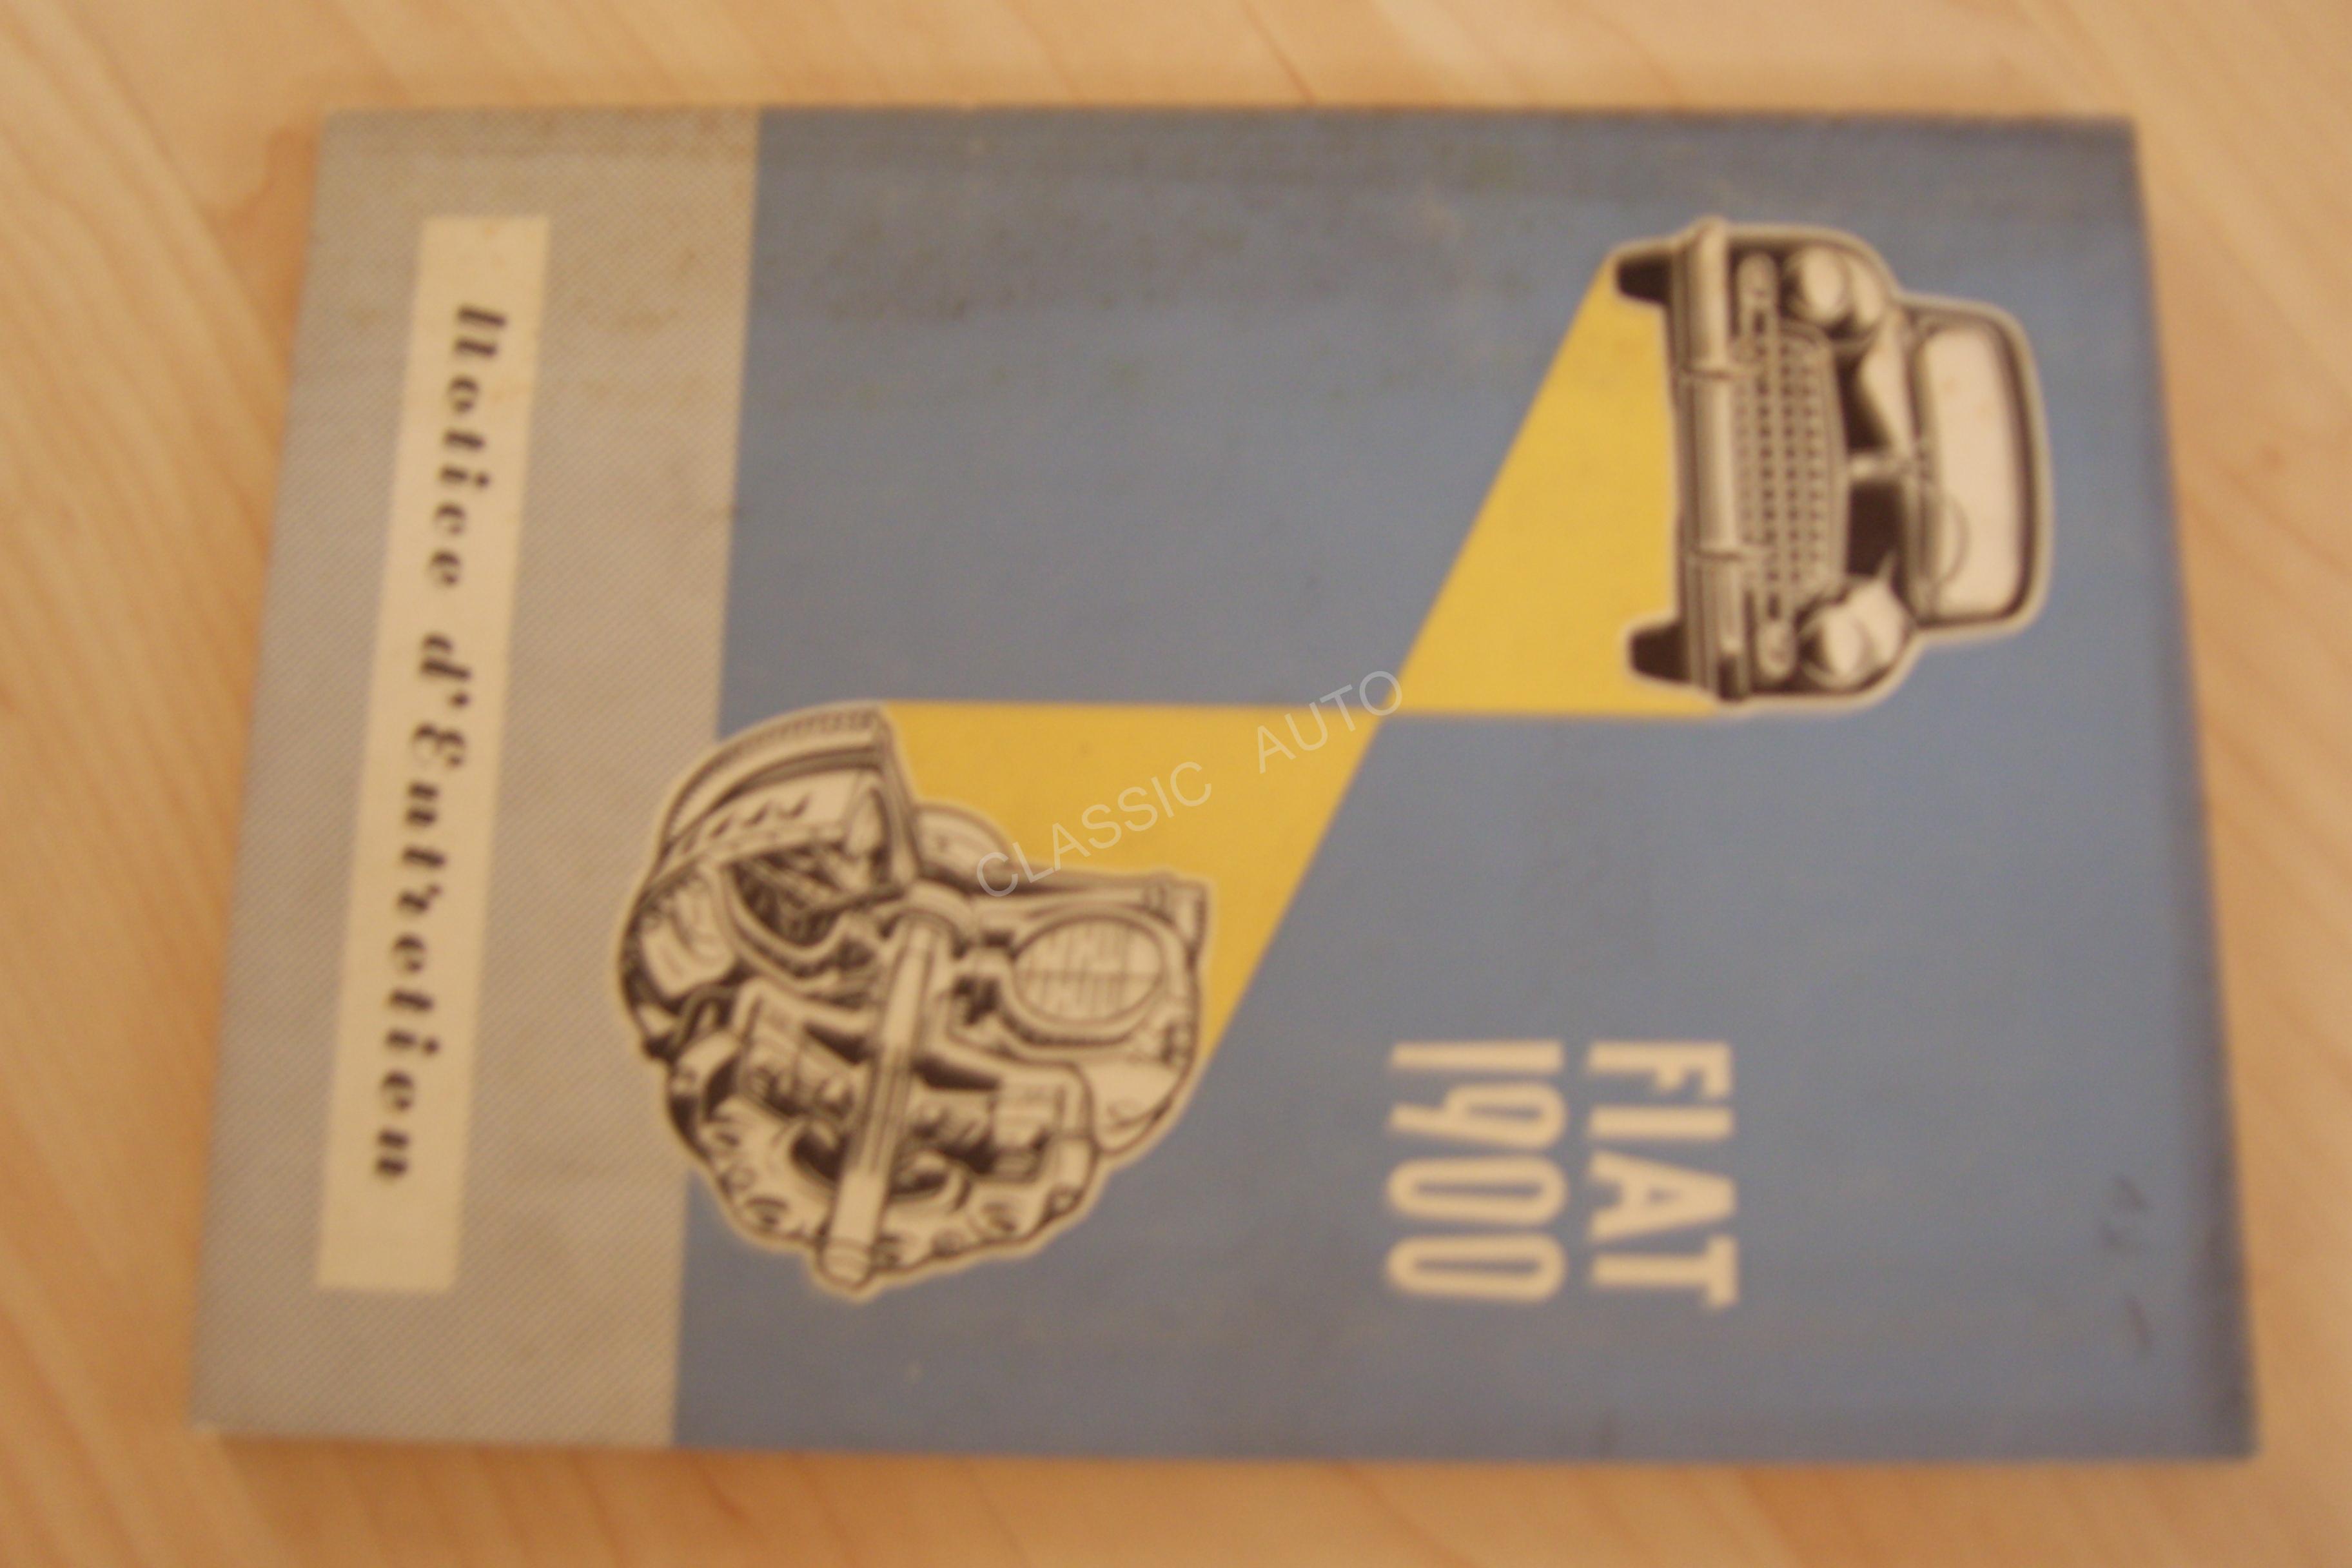 FIAT
1900
Notice d'Entretien
CLASSIC AUTO